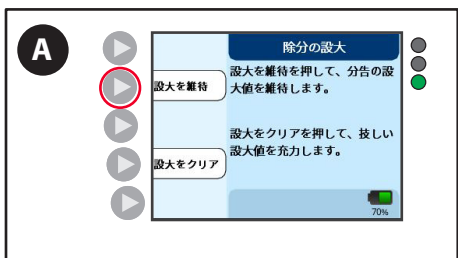 A
除分の設大
設大を維持
設大を維持を押して、分告の設
大値を維持します。
設大をクリア
設大をクリアを押して、技しい
設大値を充力します。
70%